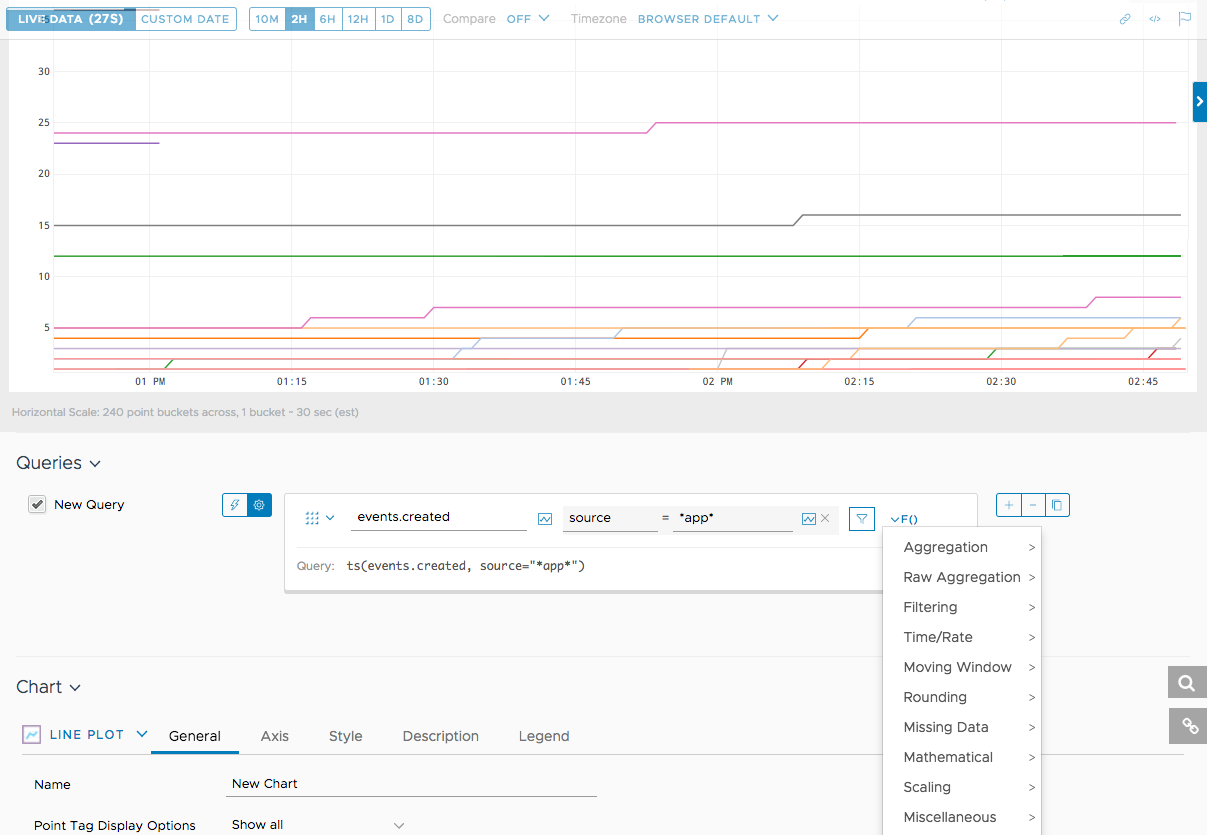 LIVE DATA (27S) CUSTOM DATE 10M 2H 6H 12H 1D 8D Compare OFF Timezone BROWSER DEFAULT </>
30
25
20
15
10
5
01 PM 01:15 01:30 01:45 02 PM 02:15 02:30 02:45
Horizontal Scale: 240 point buckets across, 1 bucket ~ 30 sec (est)
Queries
New Query events.created source = *app* F()
Query: ts(events.created, source="*app*")
Aggregation >
Raw Aggregation >
Filtering >
Time/Rate >
Moving Window >
Rounding >
Missing Data >
Mathematical >
Scaling >
Miscellaneous >
Chart
LINE PLOT General Axis Style Description Legend
Name New Chart
Point Tag Display Options Show all